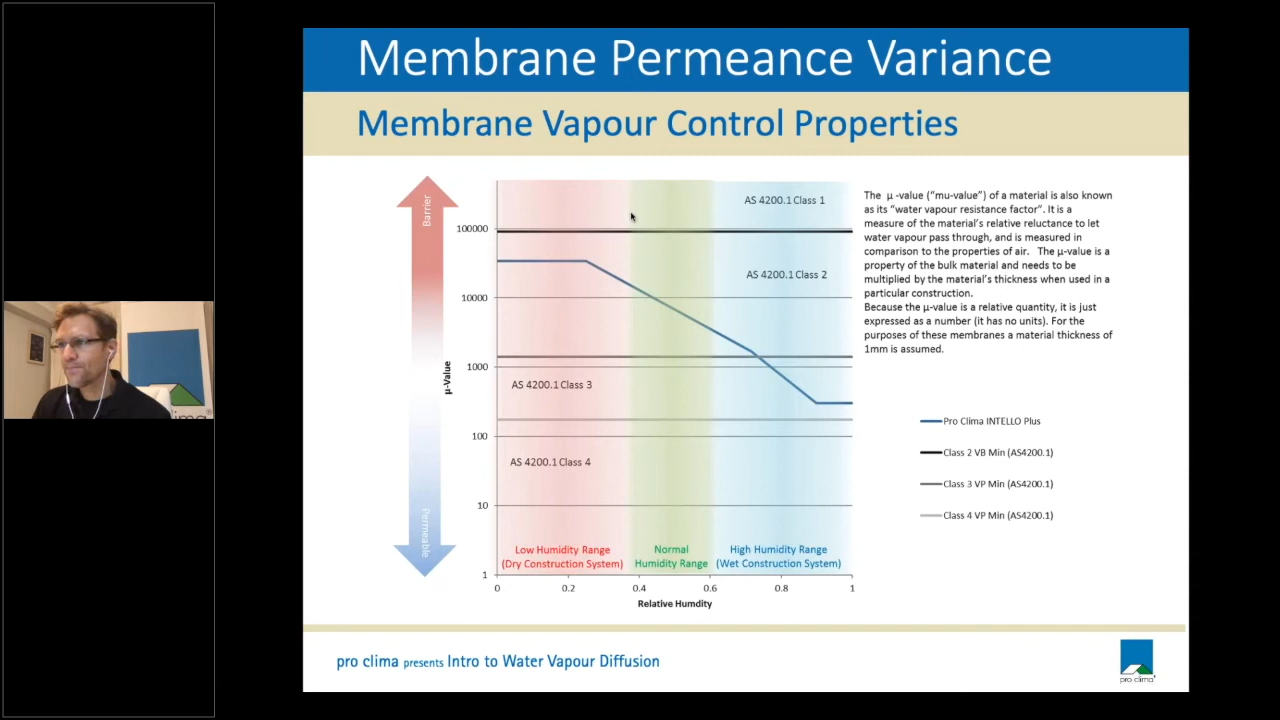 Membrane Permeance Variance
Membrane Vapour Control Properties
Barrier
Permeable
µ-Value
100000
10000
1000
100
10
1
AS 4200.1 Class 1
AS 4200.1 Class 2
AS 4200.1 Class 3
AS 4200.1 Class 4
Low Humidity Range
(Dry Construction System)
Normal
Humidity Range
High Humidity Range
(Wet Construction System)
0
0.2
0.4
0.6
0.8
1
Relative Humdity
The µ -value ("mu-value") of a material is also known
as its "water vapour resistance factor". It is a
measure of the material's relative reluctance to let
water vapour pass through, and is measured in
comparison to the properties of air. The µ-value is a
property of the bulk material and needs to be
multiplied by the material's thickness when used in a
particular construction.
Because the µ-value is a relative quantity, it is just
expressed as a number (it has no units). For the
purposes of these membranes a material thickness of
1mm is assumed.
Pro Clima INTELLO Plus
Class 2 VB Min (AS4200.1)
Class 3 VP Min (AS4200.1)
Class 4 VP Min (AS4200.1)
pro clima presents Intro to Water Vapour Diffusion
pro clima